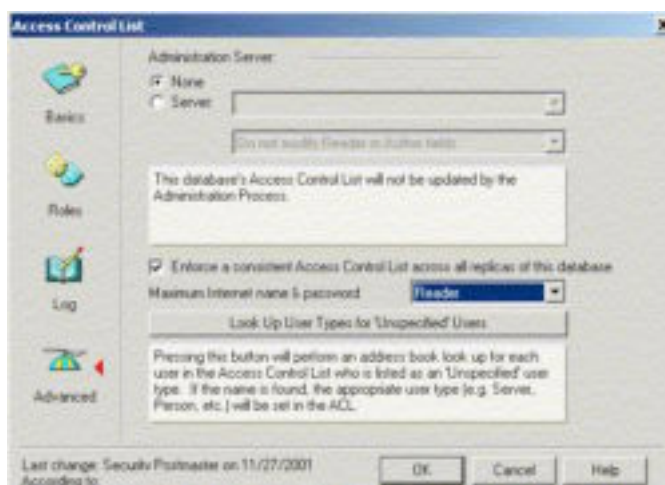 Access Control List
Basics
Roles
Log
Advanced
Administration Server
None
Server
Do not modify Reader or Author fields
This database's Access Control List will not be updated by the
Administration Process.
Enforce a consistent Access Control List across all replicas of this database
Maximum Internet name & password
Reader
Look Up User Types for 'Unspecified' Users
Pressing this button will perform an address book look up for each
user in the Access Control List who is listed as an 'Unspecified' user
type. If the name is found, the appropriate user type (e.g. Server,
Person, etc.) will be set in the ACL.
Last change: Security Postmaster on 11/27/2001
According to:
OK
Cancel
Help